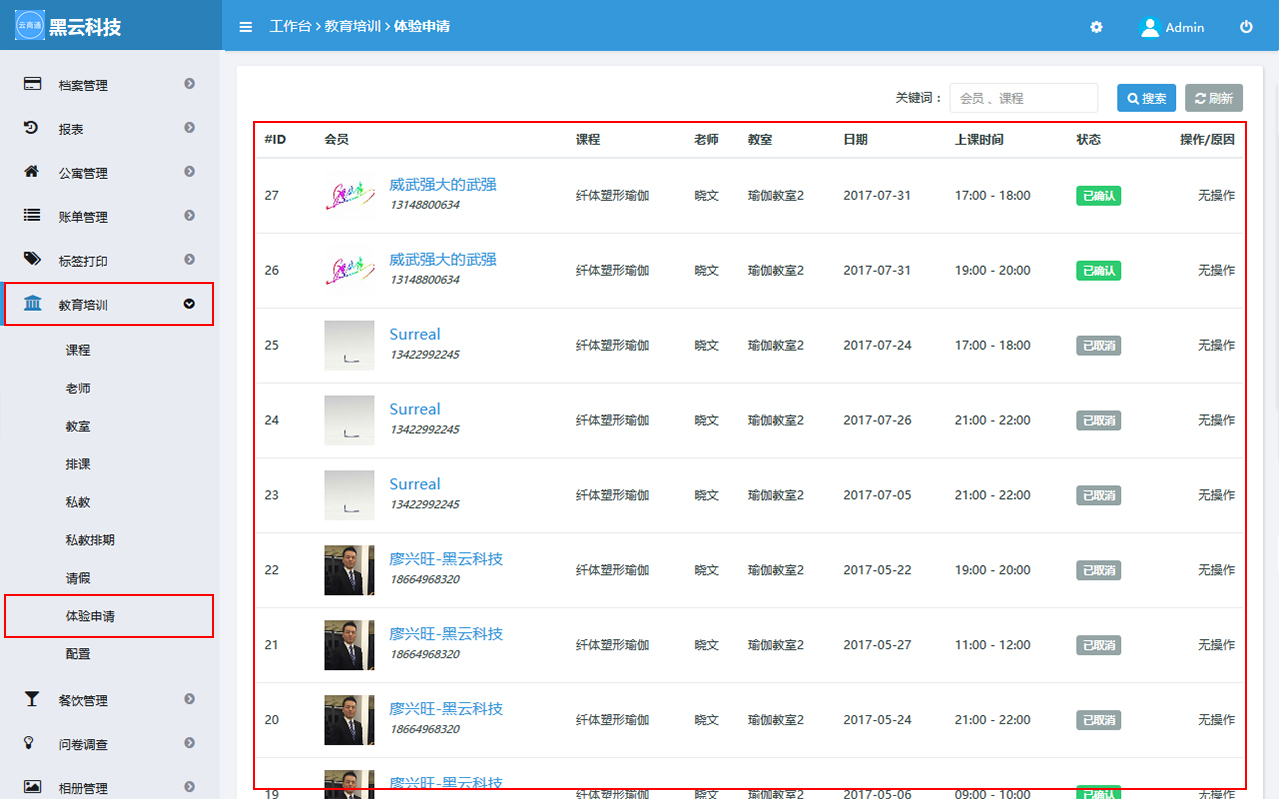 云商通 黑云科技
工作台 › 教育培训 › 体验申请
Admin
档案管理
报表
公寓管理
账单管理
标签打印
教育培训
课程
老师
教室
排课
私教
私教排期
请假
体验申请
配置
餐饮管理
问卷调查
相册管理
关键词： 会员 、课程 搜索 刷新
#ID 会员 课程 老师 教室 日期 上课时间 状态 操作/原因
27 威武强大的武强 13148800634 纤体塑形瑜伽 晓文 瑜伽教室2 2017-07-31 17:00 - 18:00 已确认 无操作
26 威武强大的武强 13148800634 纤体塑形瑜伽 晓文 瑜伽教室2 2017-07-31 19:00 - 20:00 已确认 无操作
25 Surreal 13422992245 纤体塑形瑜伽 晓文 瑜伽教室2 2017-07-24 17:00 - 18:00 已取消 无操作
24 Surreal 13422992245 纤体塑形瑜伽 晓文 瑜伽教室2 2017-07-26 21:00 - 22:00 已取消 无操作
23 Surreal 13422992245 纤体塑形瑜伽 晓文 瑜伽教室2 2017-07-05 21:00 - 22:00 已取消 无操作
22 廖兴旺-黑云科技 18664968320 纤体塑形瑜伽 晓文 瑜伽教室2 2017-05-22 19:00 - 20:00 已取消 无操作
21 廖兴旺-黑云科技 18664968320 纤体塑形瑜伽 晓文 瑜伽教室2 2017-05-27 11:00 - 12:00 已取消 无操作
20 廖兴旺-黑云科技 18664968320 纤体塑形瑜伽 晓文 瑜伽教室2 2017-05-24 21:00 - 22:00 已取消 无操作
19 廖兴旺-黑云科技 纤体塑形瑜伽 晓文 瑜伽教室2 2017-05-06 09:00 - 10:00 已确认 无操作